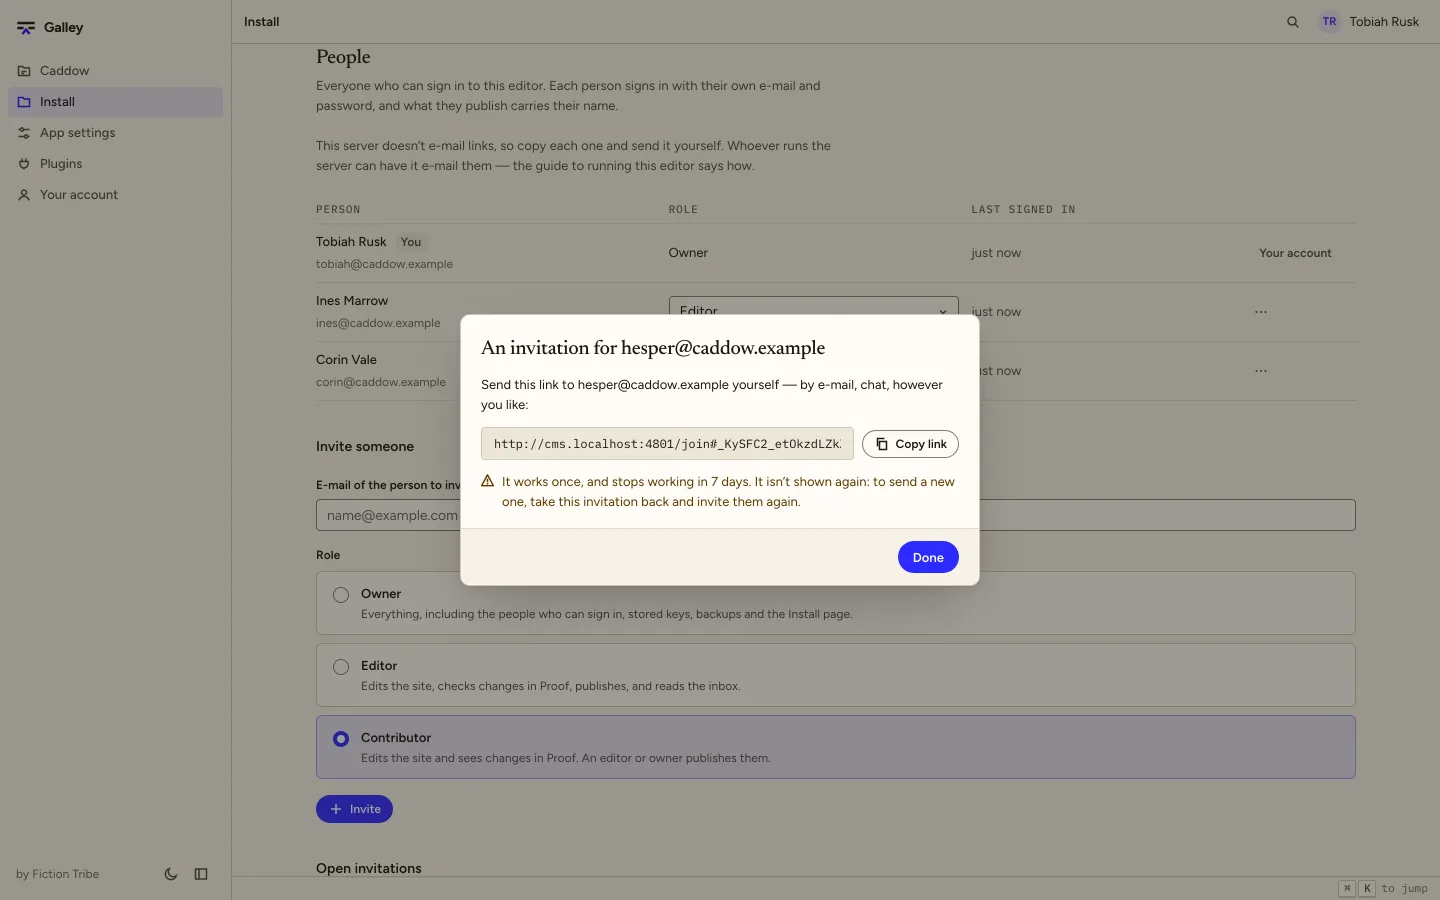 Galley
Caddow
Install
App settings
Plugins
Your account
by Fiction Tribe
Install
TR Tobiah Rusk
People
Everyone who can sign in to this editor. Each person signs in with their own e-mail and
password, and what they publish carries their name.
This server doesn’t e-mail links, so copy each one and send it yourself. Whoever runs the
server can have it e-mail them — the guide to running this editor says how.
PERSON ROLE LAST SIGNED IN
Tobiah Rusk You
tobiah@caddow.example
Owner just now Your account
Ines Marrow
ines@caddow.example
Editor just now ...
Corin Vale
corin@caddow.example
just now ...
An invitation for hesper@caddow.example
Send this link to hesper@caddow.example yourself — by e-mail, chat, however
you like:
http://cms.localhost:4801/join#_KySFC2_etOkzdLZk
Copy link
It works once, and stops working in 7 days. It isn’t shown again: to send a new
one, take this invitation back and invite them again.
Done
Invite someone
E-mail of the person to inv
name@example.com
Role
Owner
Everything, including the people who can sign in, stored keys, backups and the Install page.
Editor
Edits the site, checks changes in Proof, publishes, and reads the inbox.
Contributor
Edits the site and sees changes in Proof. An editor or owner publishes them.
Invite
Open invitations
⌘ K to jump